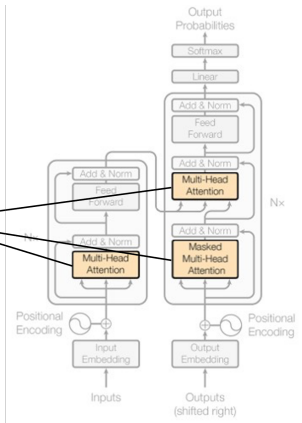 Output
Probabilities
Softmax
Linear
Add & Norm
Feed
Forward
Add & Norm
Multi-Head
Attention
Add & Norm
Masked
Multi-Head
Attention
N×
Add & Norm
Feed
Forward
Add & Norm
Multi-Head
Attention
Positional
Encoding
Positional
Encoding
Input
Embedding
Output
Embedding
Inputs
Outputs
(shifted right)